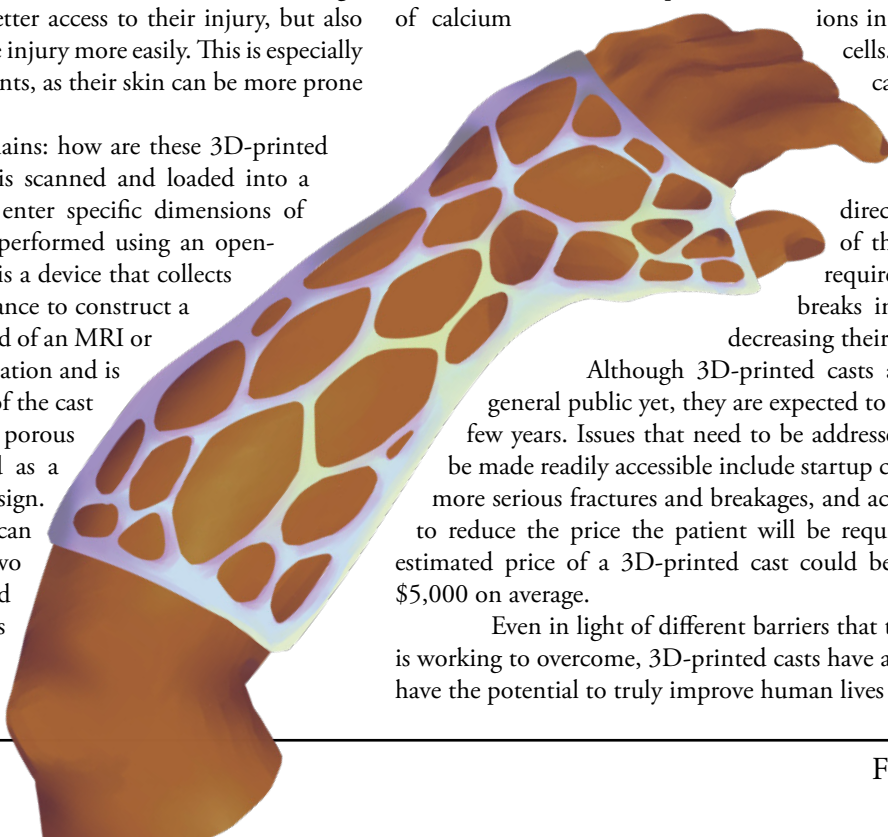 etter access to their injury, but also
e injury more easily. This is especially
nts, as their skin can be more prone
ains: how are these 3D-printed
is scanned and loaded into a
enter specific dimensions of
performed using an open-
is a device that collects
ance to construct a
d of an MRI or
ation and is
of the cast
porous
l as a
sign.
can
wo
d
s
of calcium
ions in
cells.
ca
direc
of th
require
breaks in
decreasing their
Although 3D-printed casts a
general public yet, they are expected to
few years. Issues that need to be addresse
be made readily accessible include startup c
more serious fractures and breakages, and ac
to reduce the price the patient will be requ
estimated price of a 3D-printed cast could be
$5,000 on average.
Even in light of different barriers that t
is working to overcome, 3D-printed casts have a
have the potential to truly improve human lives
F